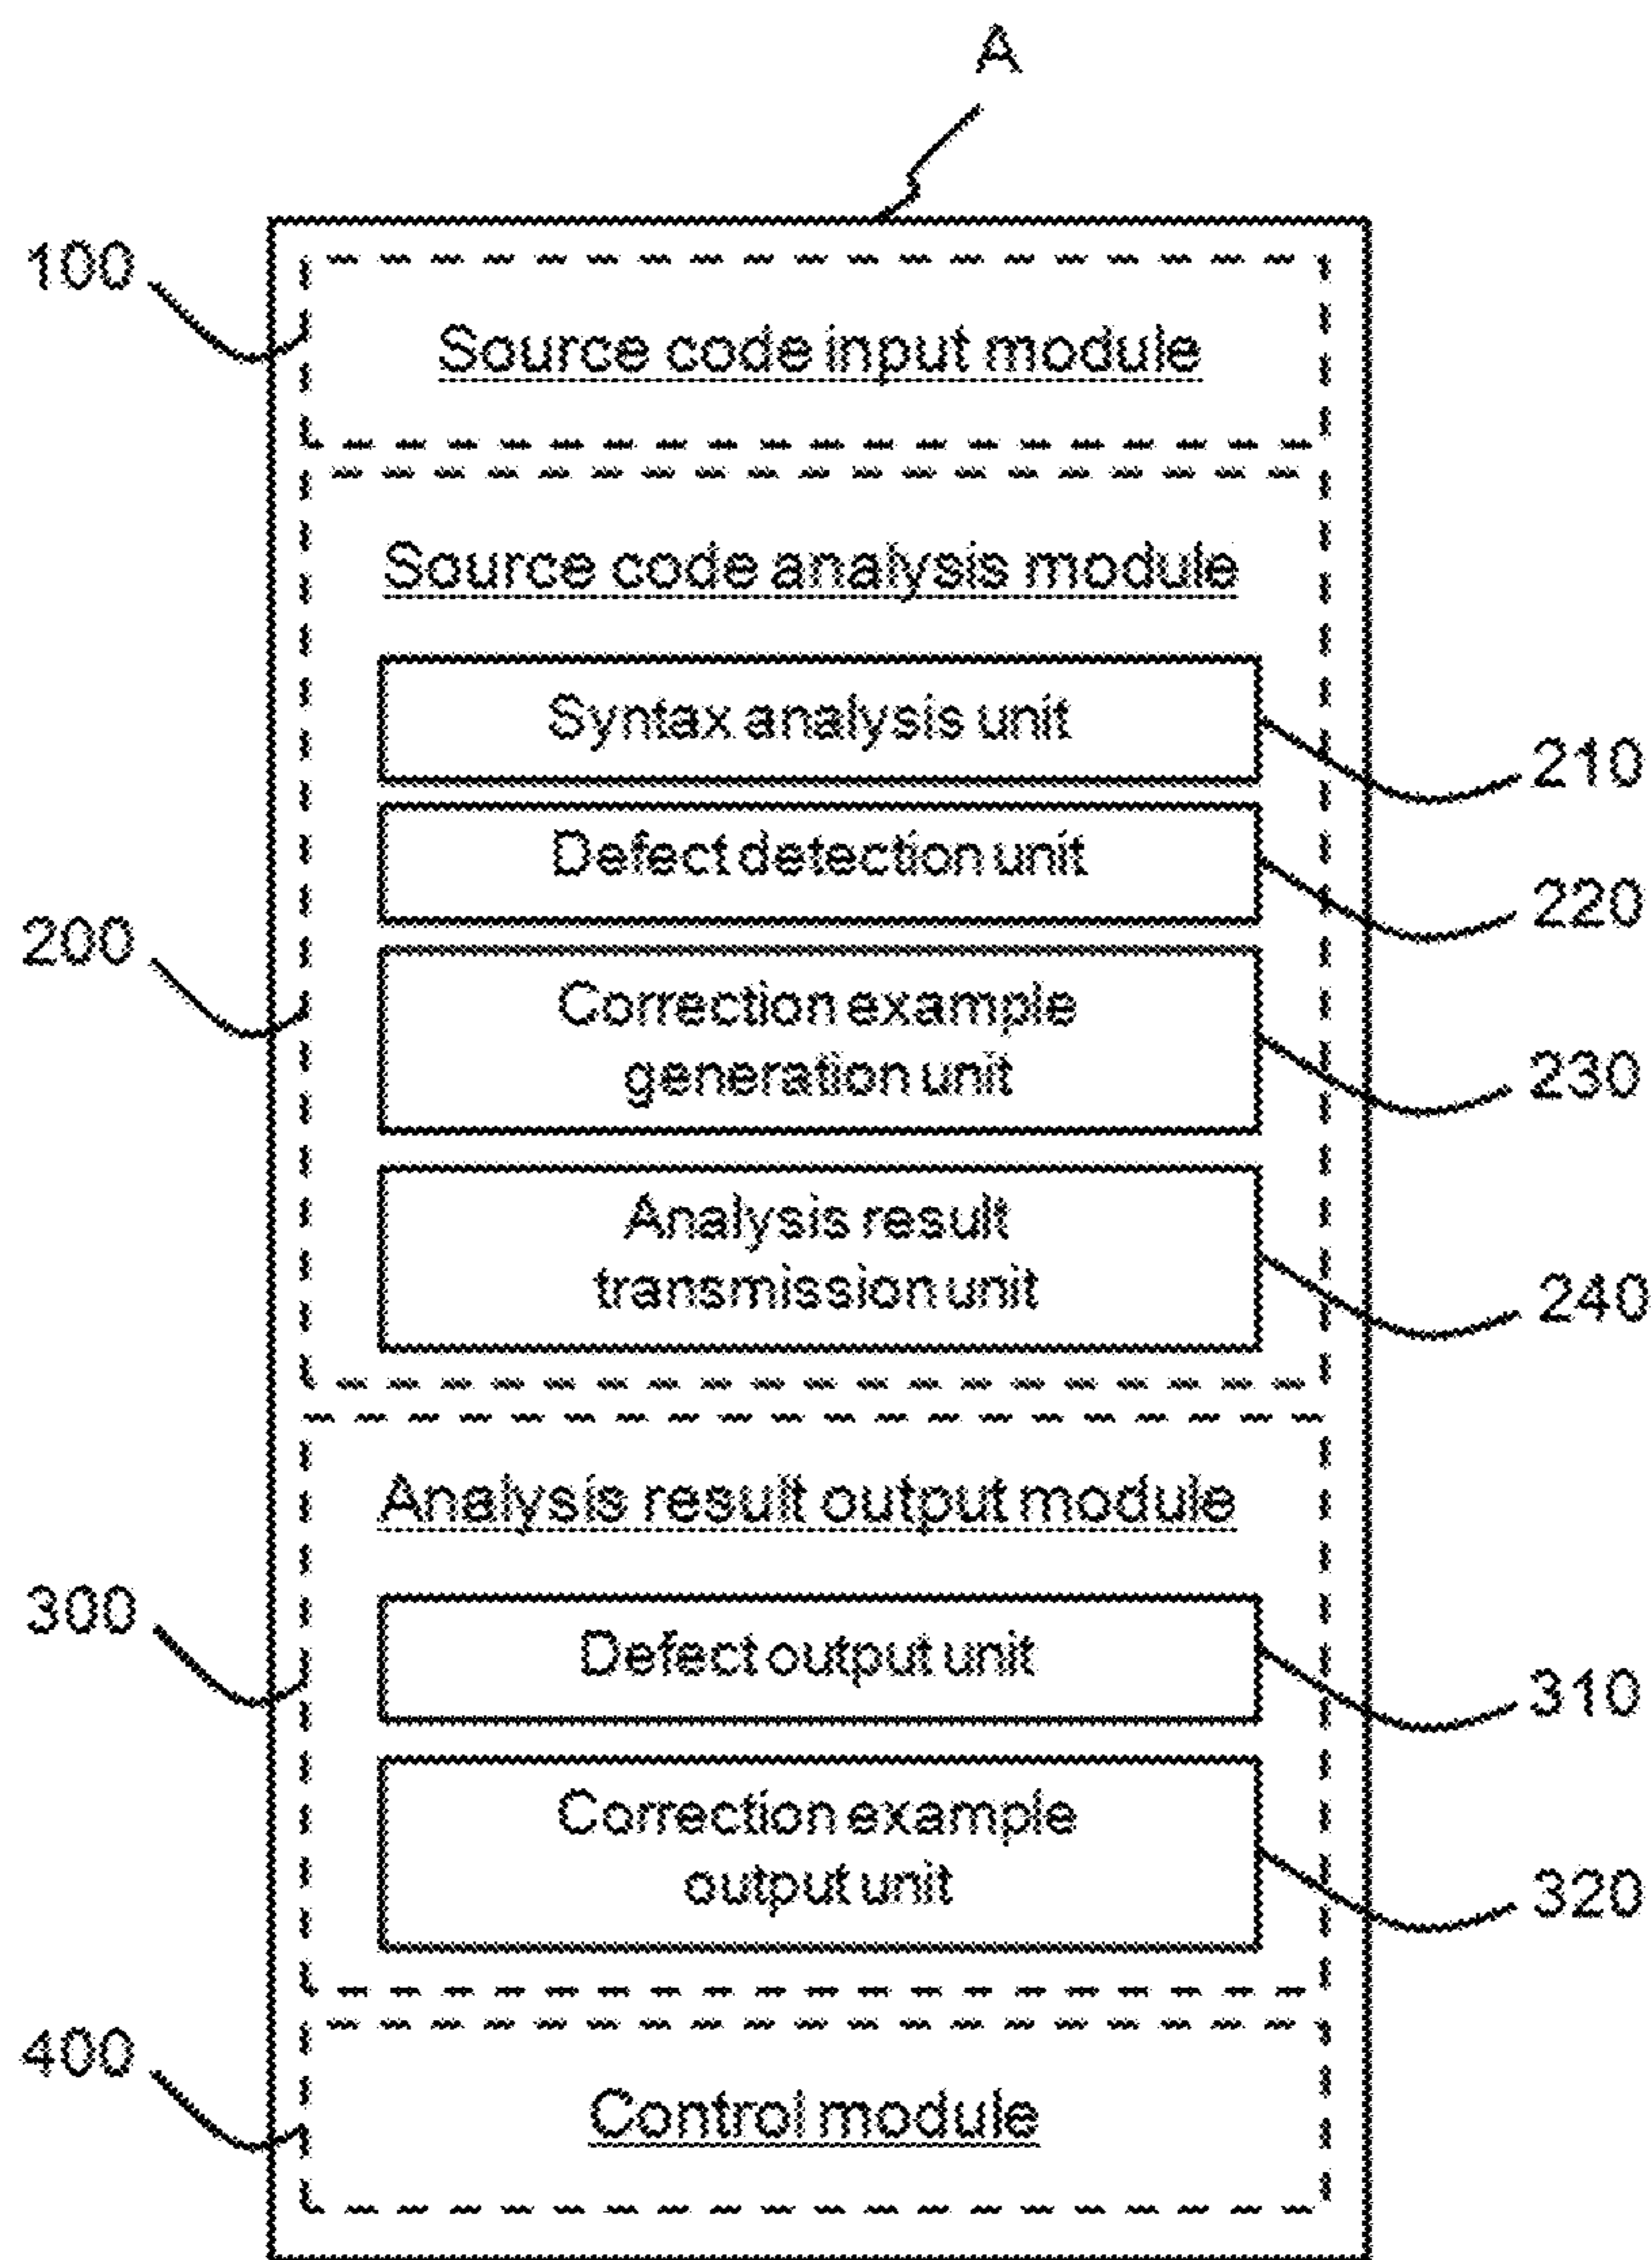 A
100
Source code input module
Source code analysis module
Syntax analysis unit
210
Defect detection unit
220
200
Correction example
generation unit
230
Analysis result
transmission unit
240
Analysis result output module
300
Defect output unit
310
Correction example
output unit
320
400
Control module